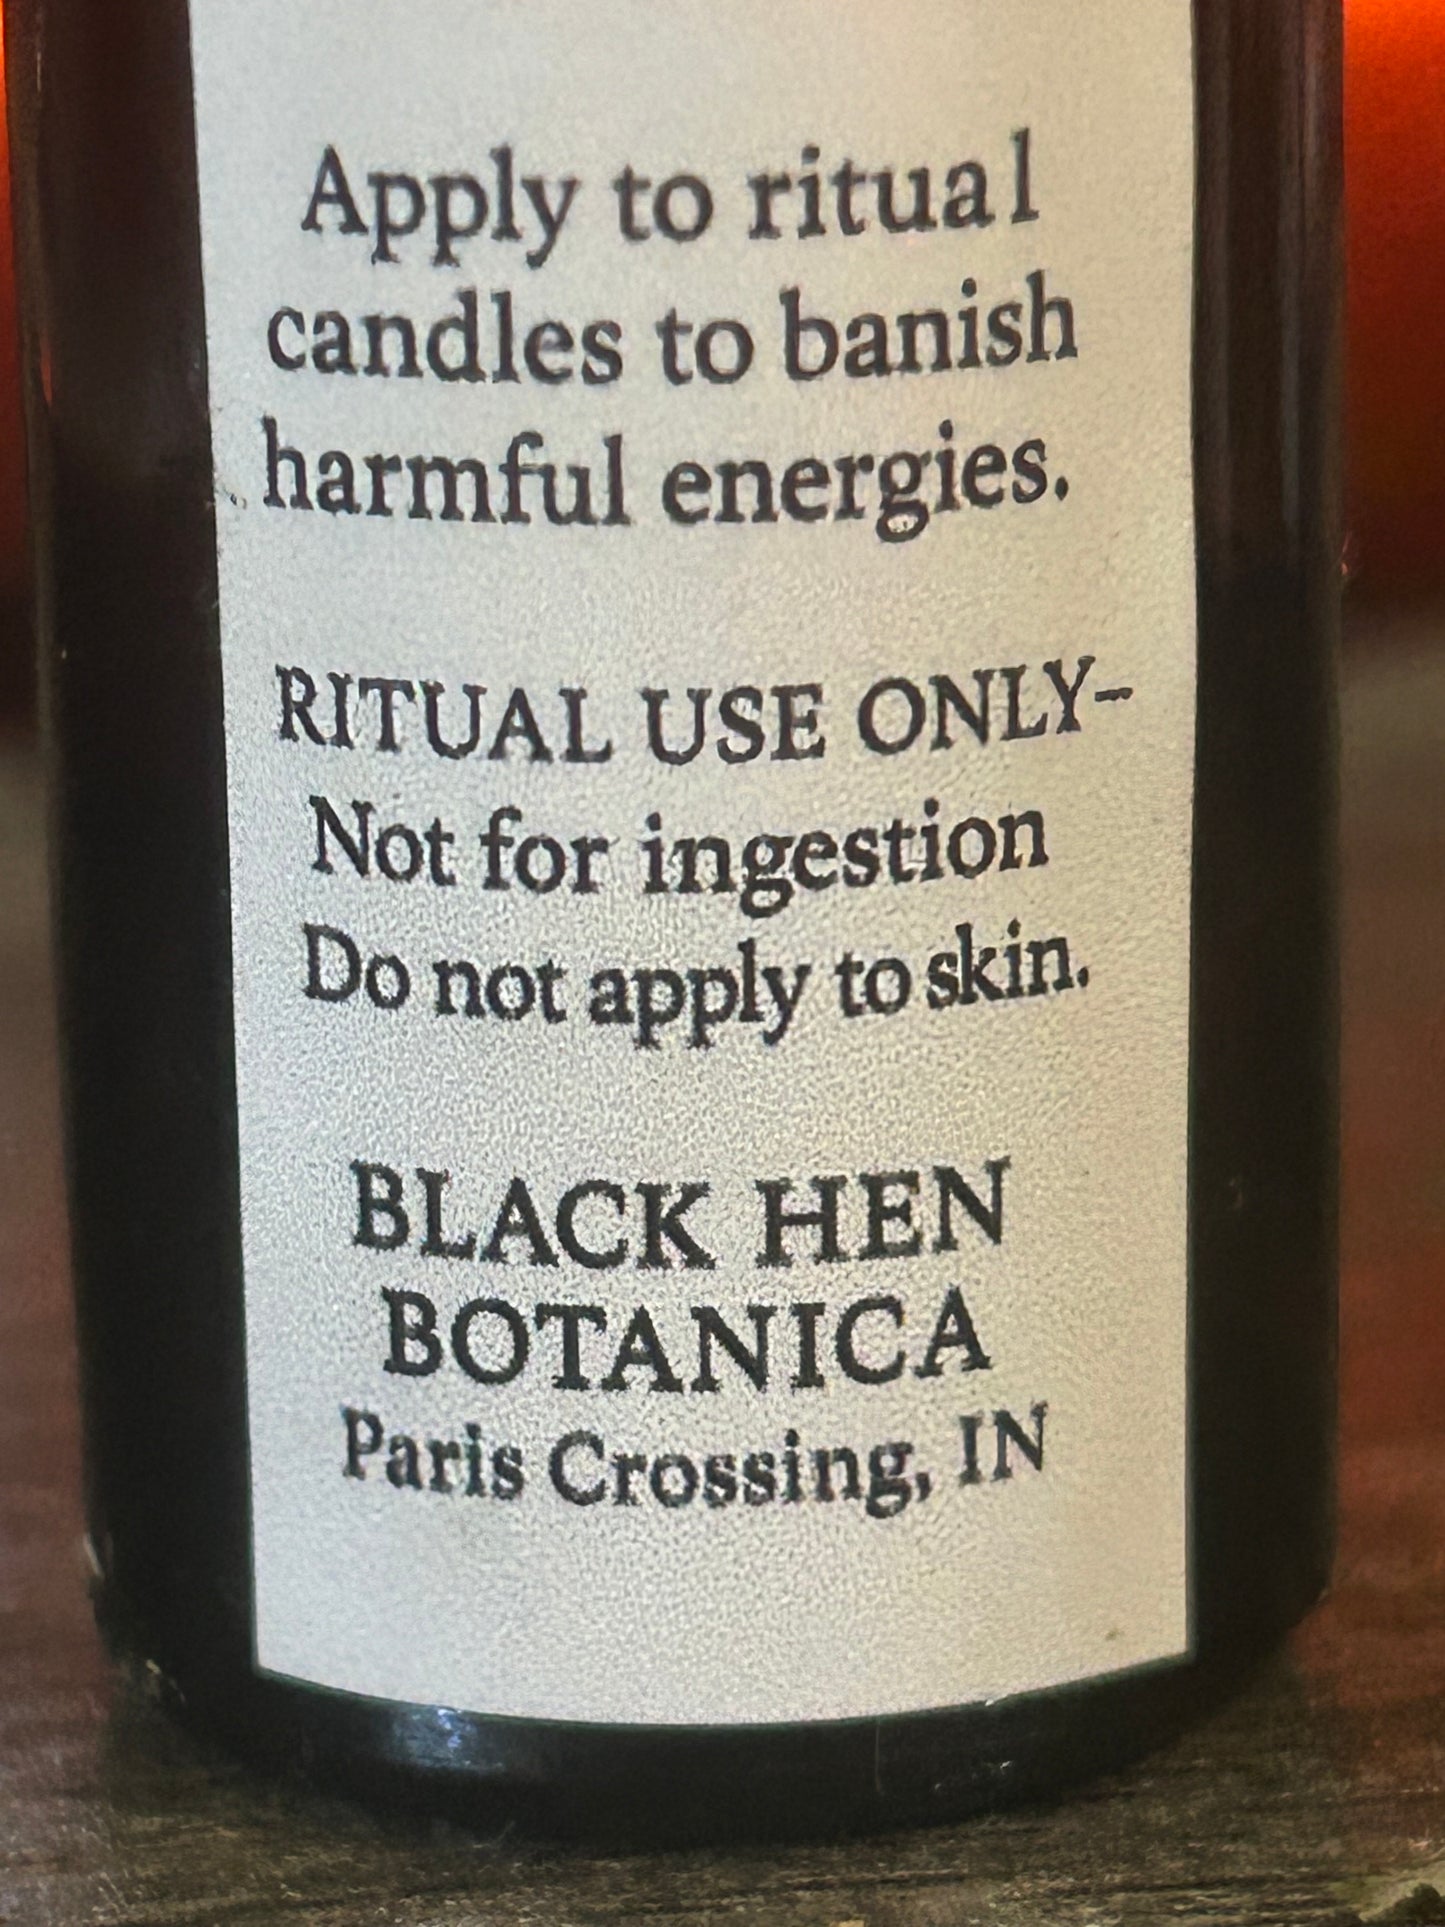 Apply to ritual
candles to banish
harmful energies.
RITUAL USE ONLY-
Not for ingestion
Do not apply to skin.
BLACK HEN
BOTANICA
Paris Crossing, IN